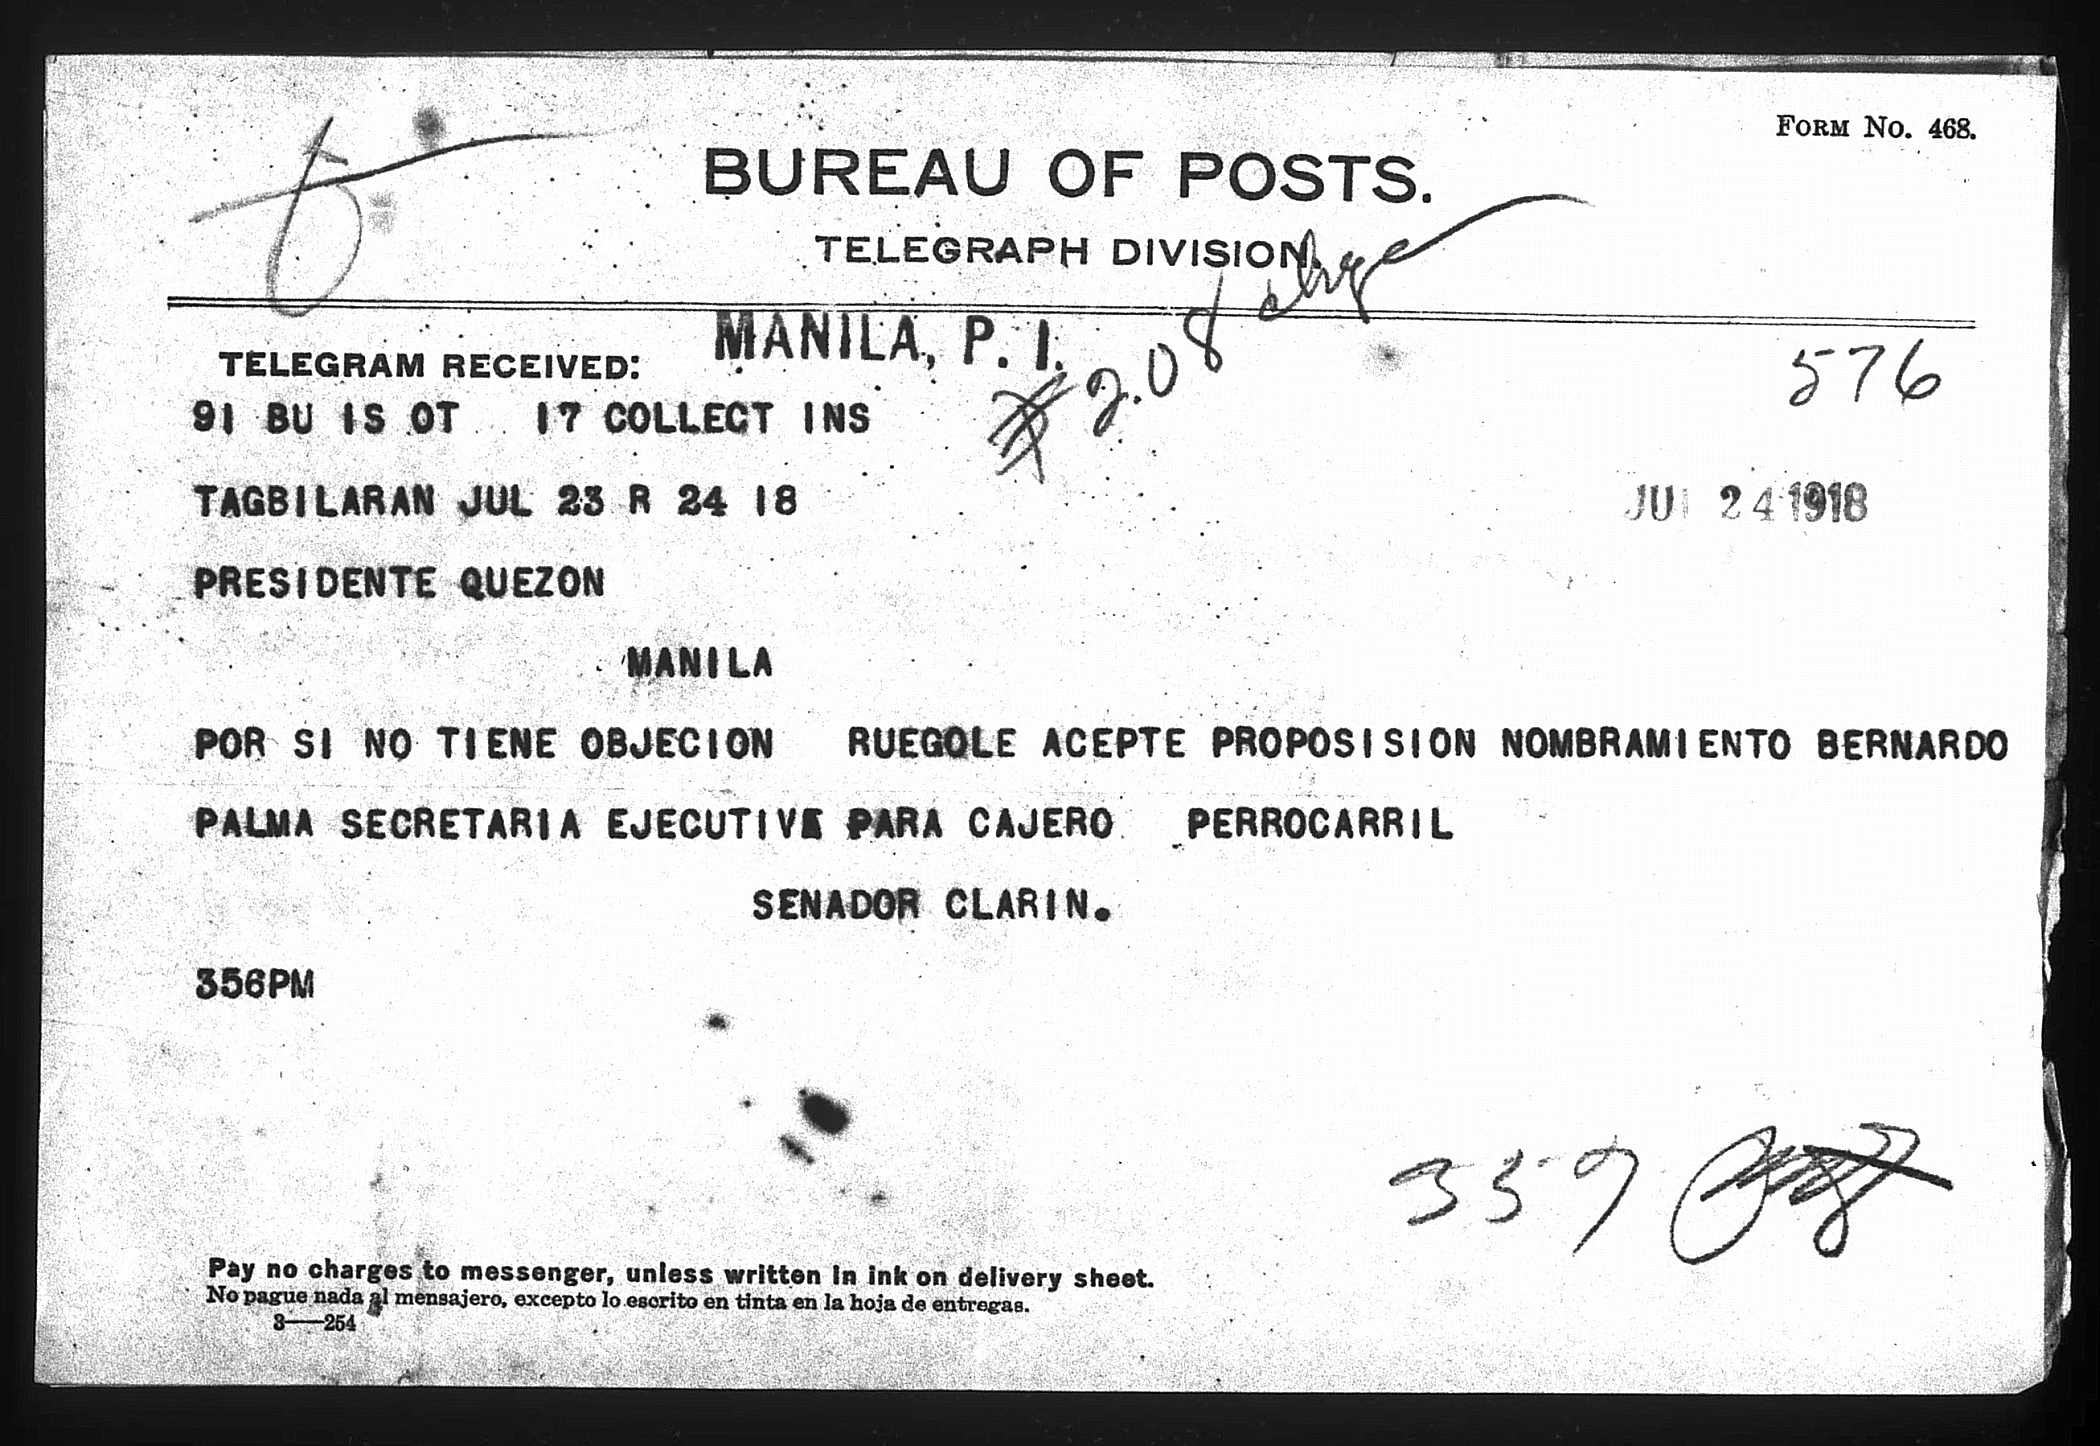 FORM No. 468.
BUREAU OF POSTS.
TELEGRAPH DIVISION.
TELEGRAM RECEIVED:
MANILA, P. I.
2.08 chge
576
91 BU IS OT 17 COLLECT INS
TAGBILARAN JUL 23 R 24 18
JUL 24 1918
PRESIDENTE QUEZON
MANILA
POR SI NO TIENE OBJECION RUEGOLE ACEPTE PROPOSISION NOMBRAMIENTO BERNARDO
PALMA SECRETARIA EJECUTIVE PARA CAJERO PERROCARRIL
SENADOR CLARIN.
356PM
359
Pay no charges to messenger, unless written in ink on delivery sheet.
No pague nada al mensajero, excepto lo escrito en tinta en la hoja de entregas.
3——254